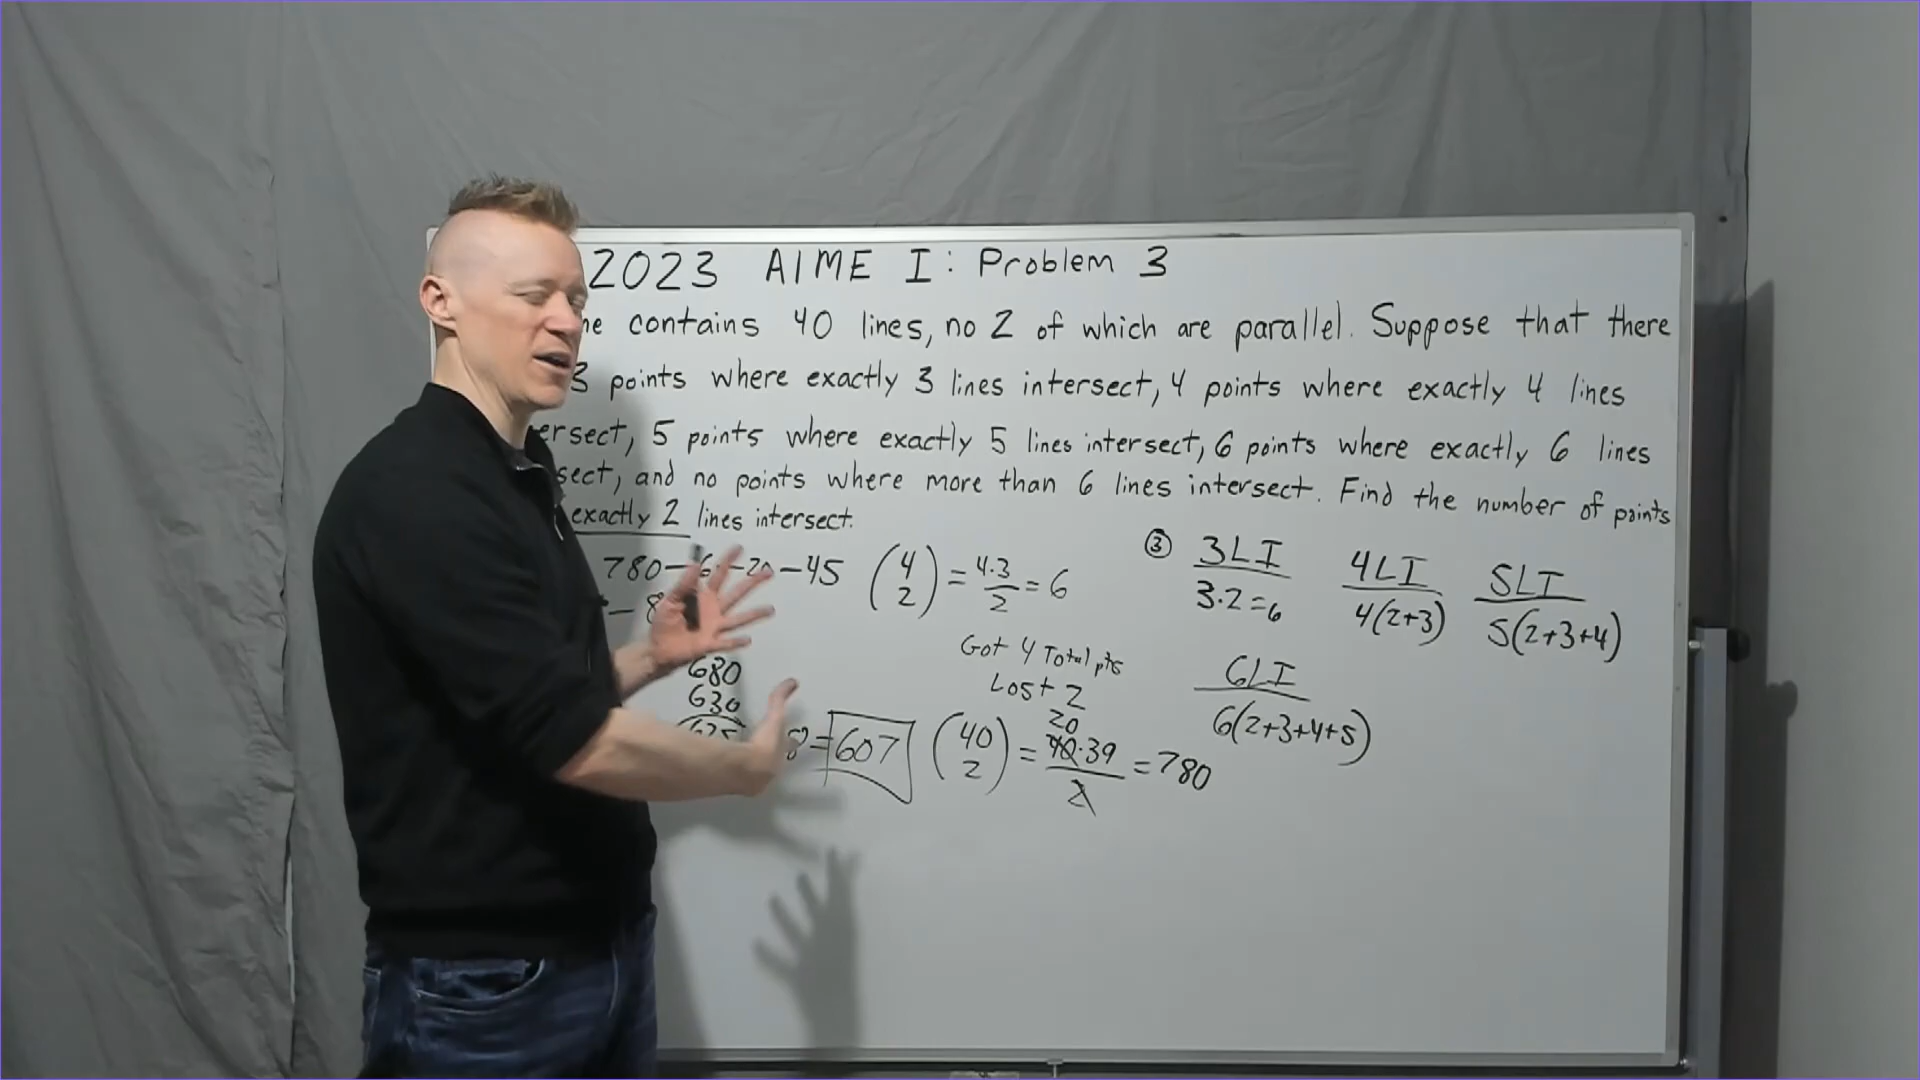 2023 AIME I: Problem 3
ne contains 40 lines, no 2 of which are parallel. Suppose that there
3 points where exactly 3 lines intersect, 4 points where exactly 4 lines
ersect, 5 points where exactly 5 lines intersect, 6 points where exactly 6 lines
sect, and no points where more than 6 lines intersect. Find the number of points
exactly 2 lines intersect.
780-6-20-45
- 8
680
630
8=607
(4 2) = 4·3/2 = 6
Got 4 Total pts
Lost 2
20
(40 2) = 40·39/2 = 780
③ 3LI
3·2=6
4LI
4(2+3)
5LI
5(2+3+4)
6LI
6(2+3+4+5)